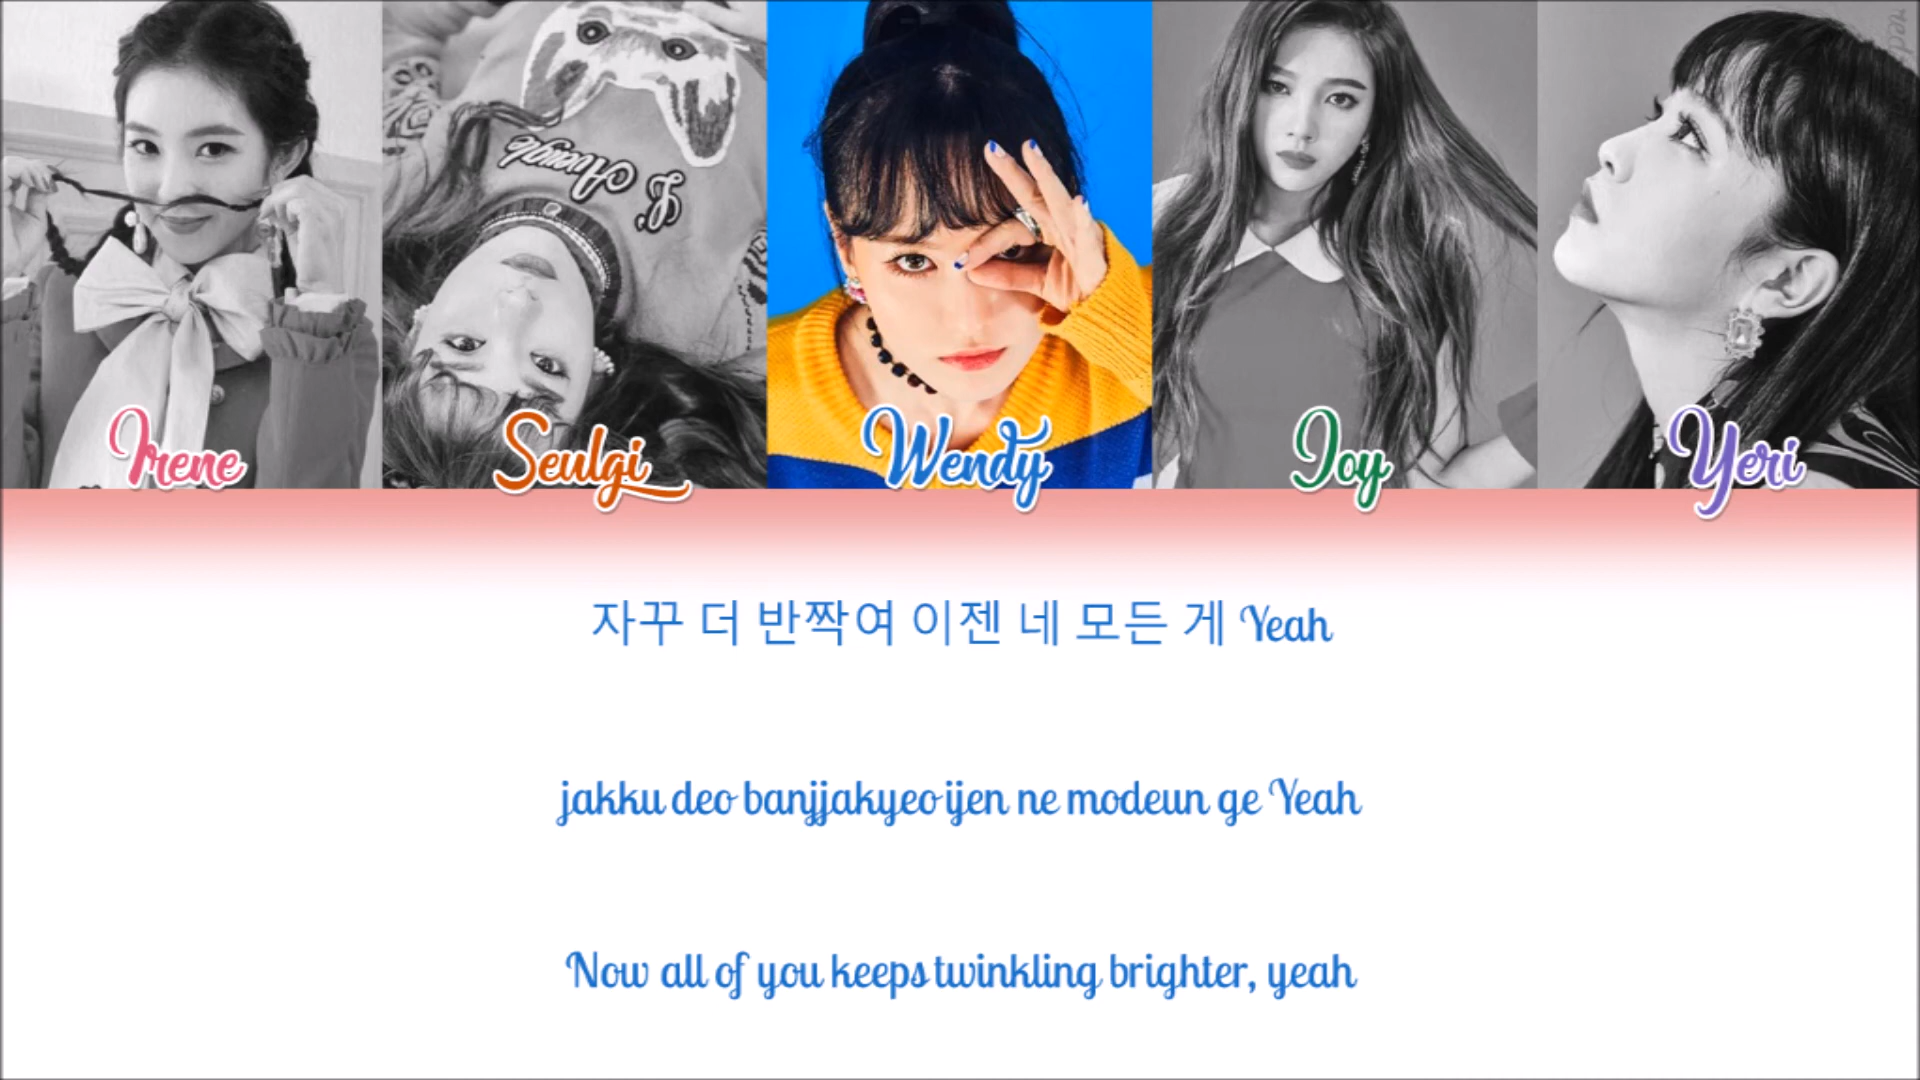 J. Avengle
Irene
Seulgi
Wendy
Joy
Yeri
자꾸 더 반짝여 이젠 네 모든 게 Yeah
jakku deo banjjakyeo ijen ne modeun ge Yeah
Now all of you keeps twinkling brighter, yeah